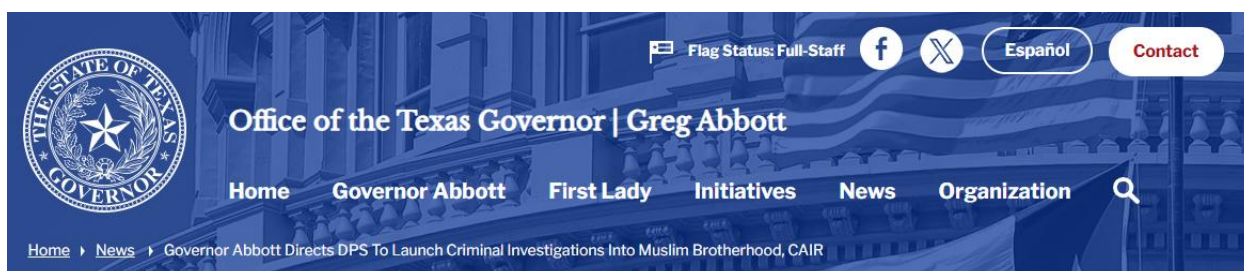 Flag Status: Full-Staff
f
X
Español
Contact
THE STATE OF TEXAS
GOVERNOR
Office of the Texas Governor | Greg Abbott
Home Governor Abbott First Lady Initiatives News Organization
Home News Governor Abbott Directs DPS To Launch Criminal Investigations Into Muslim Brotherhood, CAIR